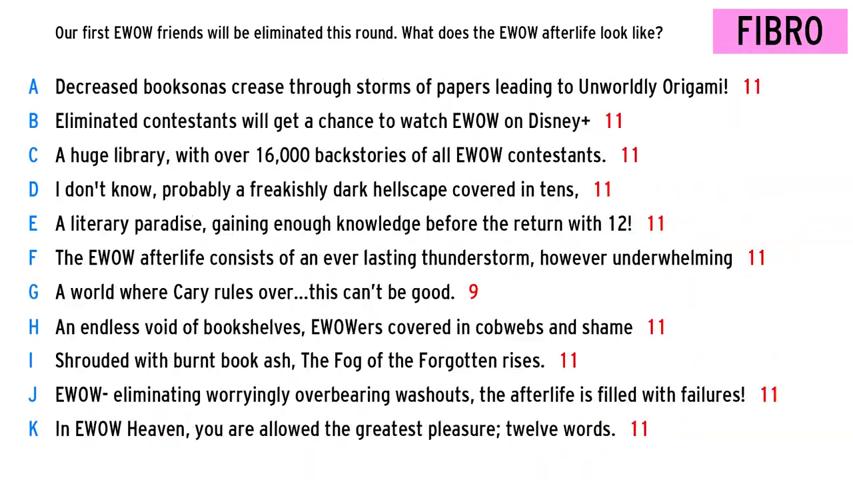 Our first EWOW friends will be eliminated this round. What does the EWOW afterlife look like?
FIBRO
A Decreased booksonas crease through storms of papers leading to Unworldly Origami! 11
B Eliminated contestants will get a chance to watch EWOW on Disney+ 11
C A huge library, with over 16,000 backstories of all EWOW contestants. 11
D I don't know, probably a freakishly dark hellscape covered in tens, 11
E A literary paradise, gaining enough knowledge before the return with 12! 11
F The EWOW afterlife consists of an ever lasting thunderstorm, however underwhelming 11
G A world where Cary rules over...this can't be good. 9
H An endless void of bookshelves, EWOWers covered in cobwebs and shame 11
I Shrouded with burnt book ash, The Fog of the Forgotten rises. 11
J EWOW- eliminating worryingly overbearing washouts, the afterlife is filled with failures! 11
K In EWOW Heaven, you are allowed the greatest pleasure; twelve words. 11